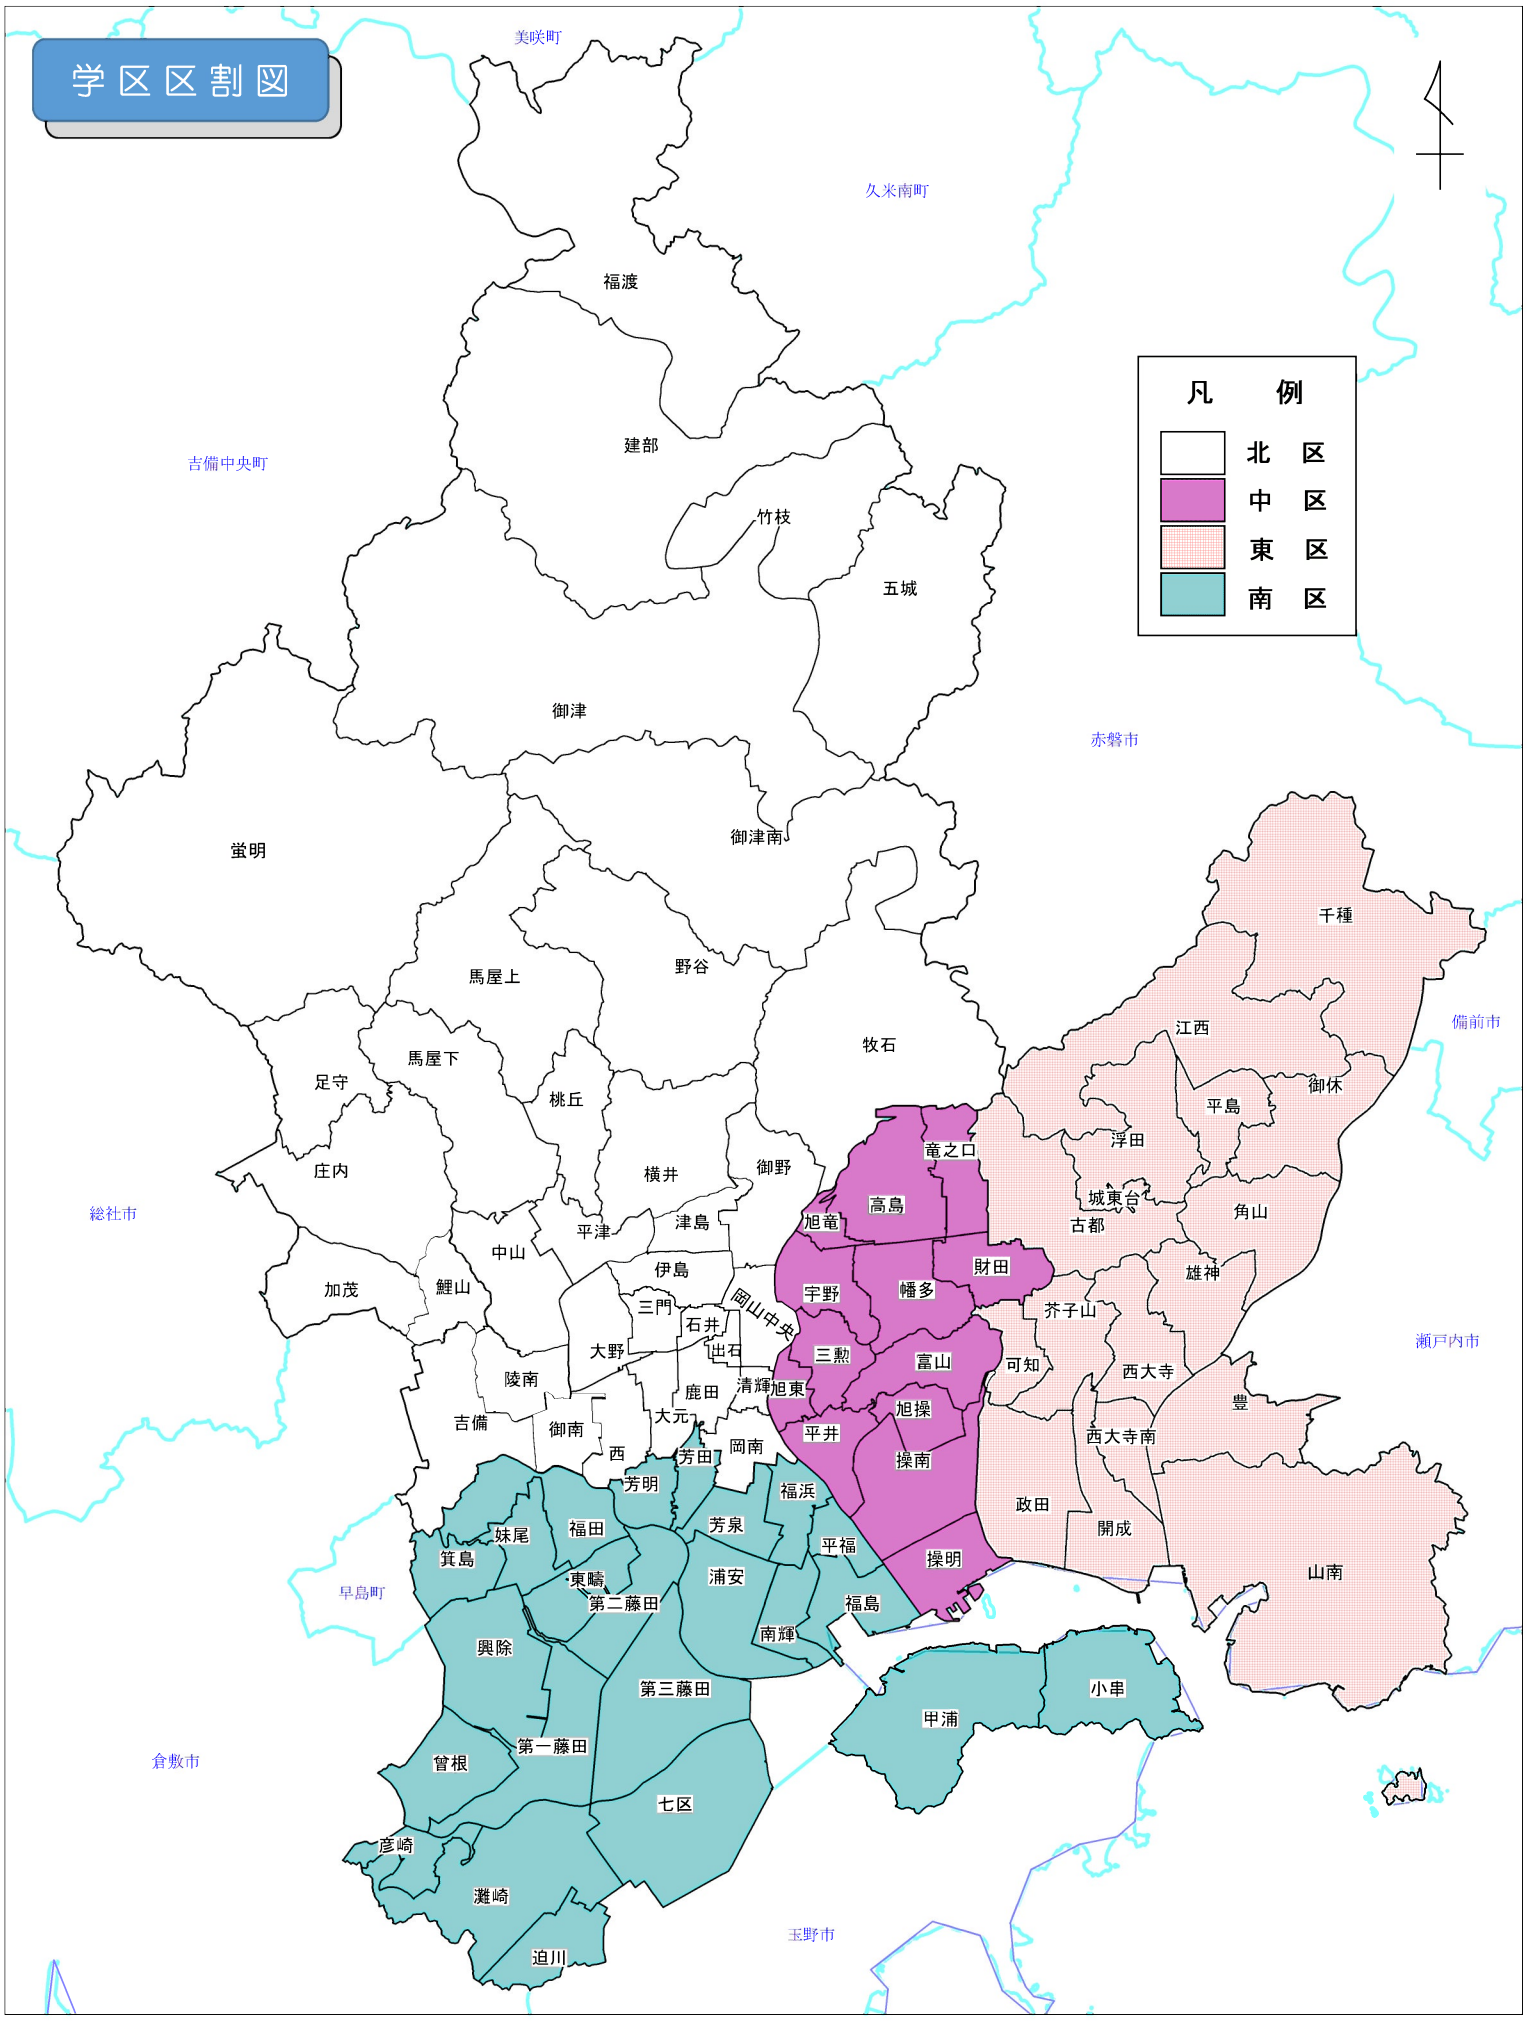 学区区割図
美咲町
久米南町
福渡
凡 例
北 区
中 区
東 区
南 区
建部
吉備中央町
竹枝
五城
御津
赤磐市
御津南
蛍明
千種
野谷
馬屋上
備前市
江西
牧石
馬屋下
足守
御休
桃丘
平島
浮田
竜之口
庄内
横井
御野
城東台
高島
角山
総社市
旭竜
津島
古都
平津
中山
財田
雄神
伊島
加茂
鯉山
幡多
宇野
三門
岡山中央
芥子山
石井
瀬戸内市
大野
出石
三勲
富山
可知
西大寺
陵南
鹿田
清輝
旭東
豊
旭操
大元
吉備
御南
平井
西大寺南
岡南
西
芳田
操南
芳明
福浜
政田
芳泉
福田
開成
妹尾
平福
箕島
操明
山南
浦安
東疇
早島町
第二藤田
福島
南輝
興除
第三藤田
小串
甲浦
第一藤田
曾根
倉敷市
七区
彦崎
灘崎
玉野市
迫川